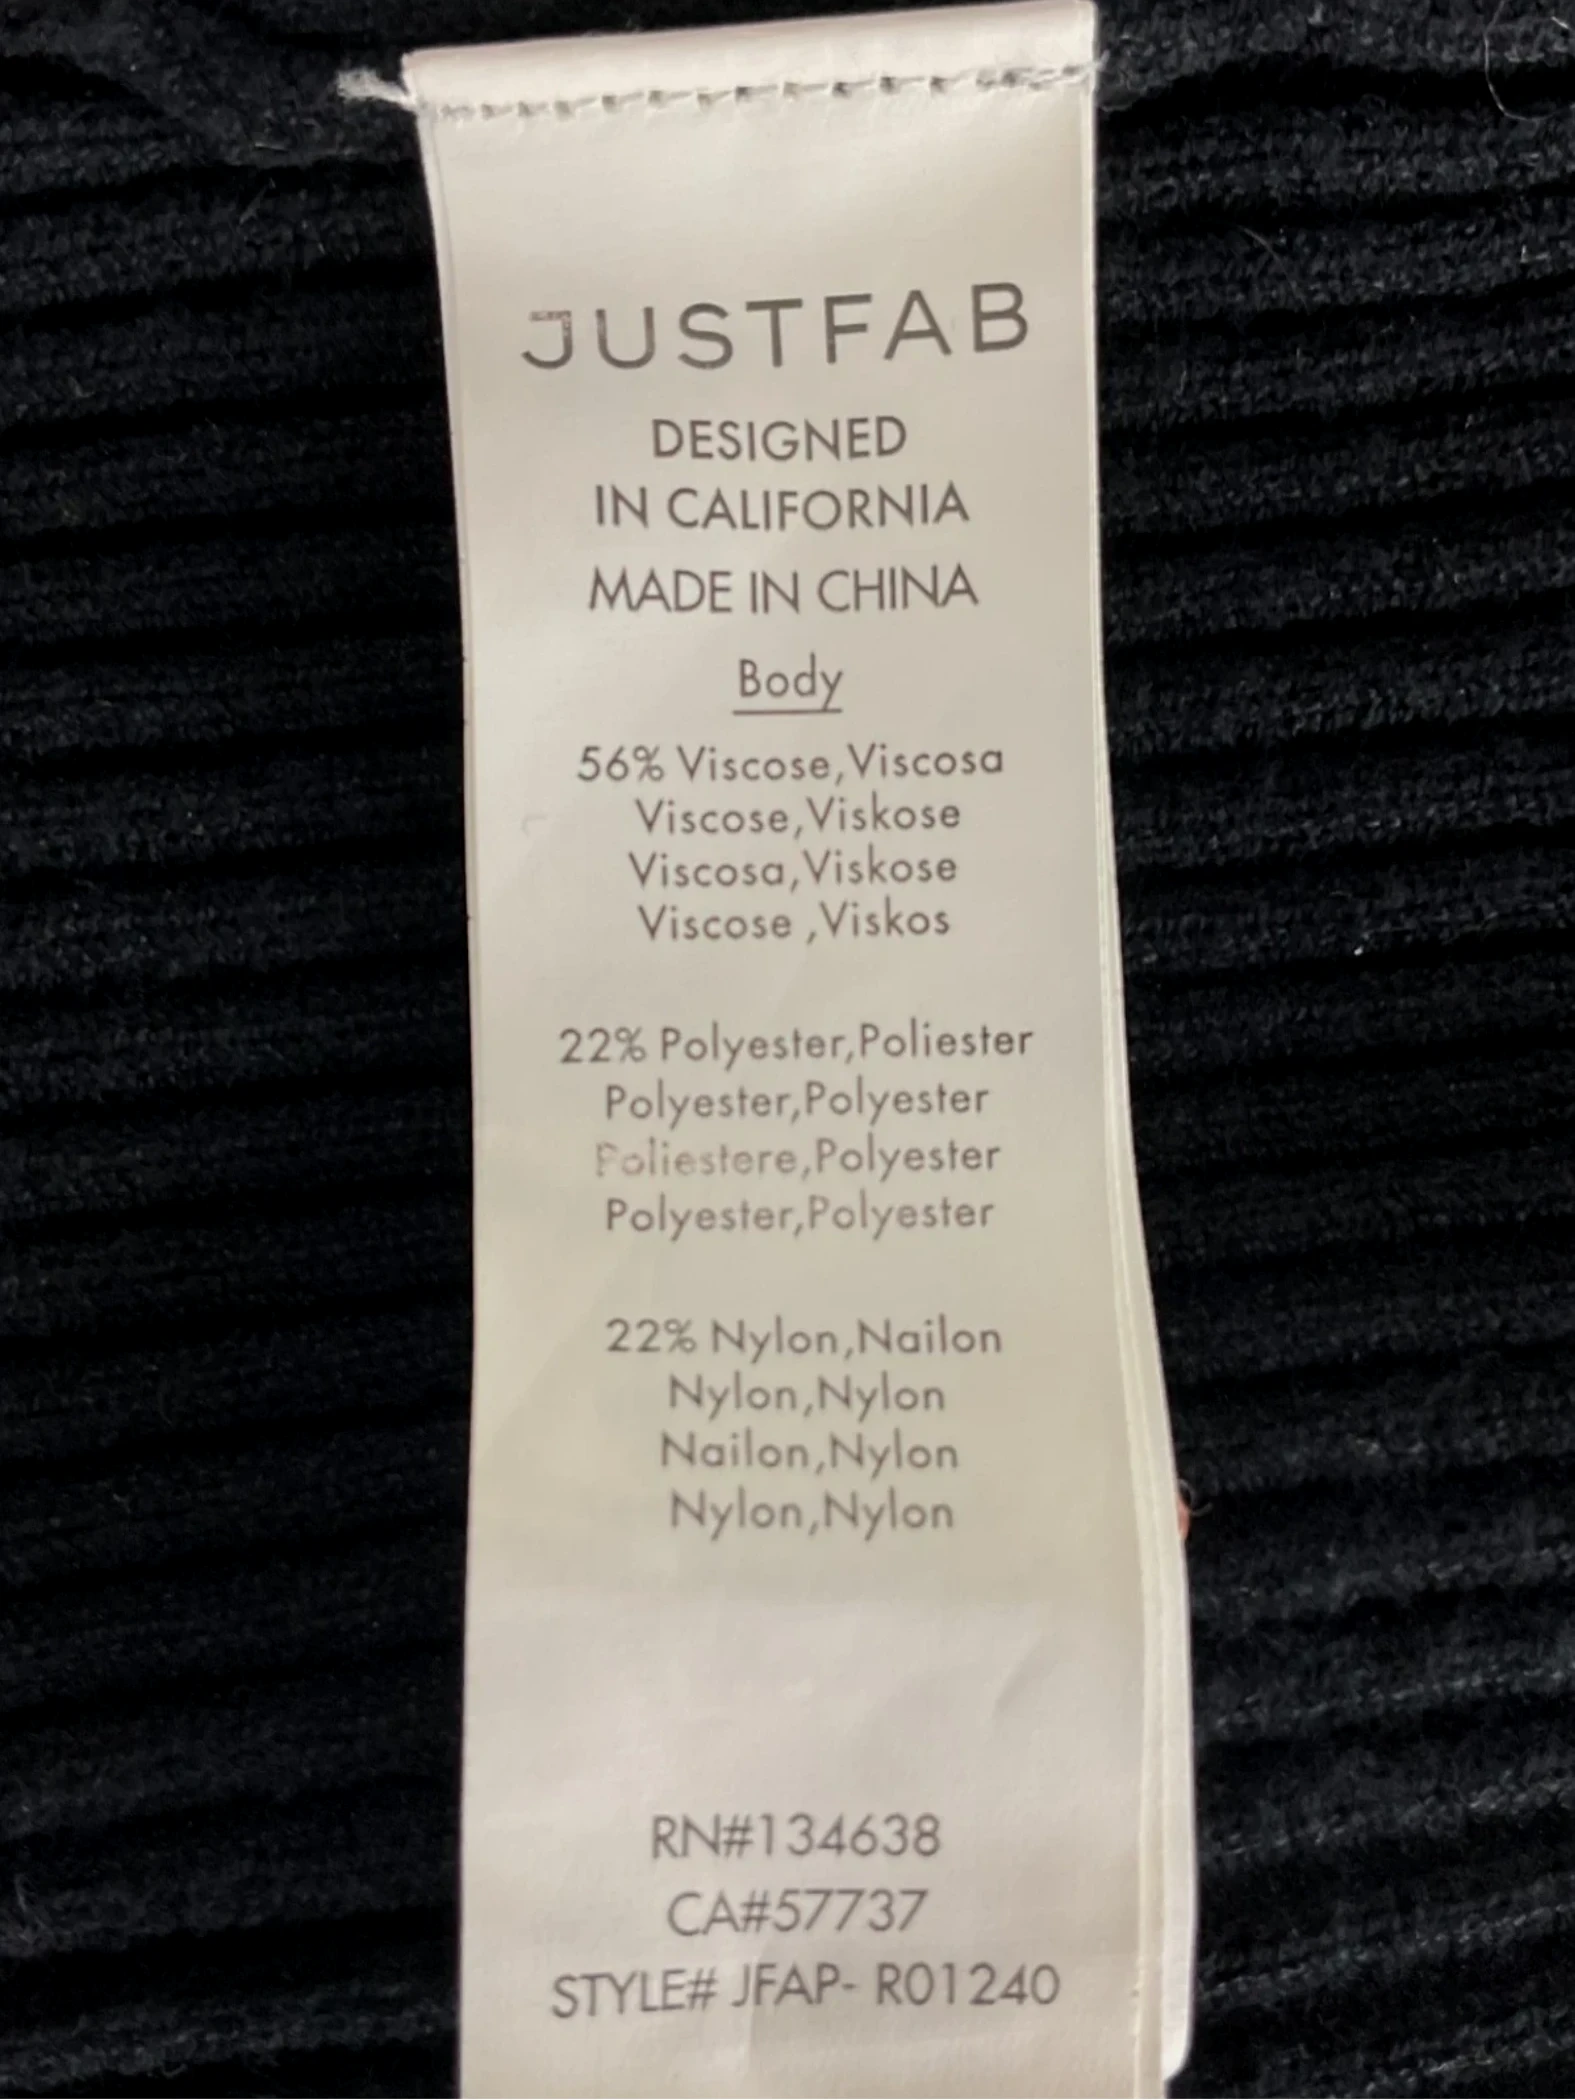 JUSTFAB
DESIGNED
IN CALIFORNIA
MADE IN CHINA
Body
56% Viscose,Viscosa
Viscose,Viskose
Viscosa,Viskose
Viscose ,Viskos
22% Polyester,Poliester
Polyester,Polyester
Poliestere,Polyester
Polyester,Polyester
22% Nylon,Nailon
Nylon,Nylon
Nailon,Nylon
Nylon,Nylon
RN#134638
CA#57737
STYLE# JFAP- R01240